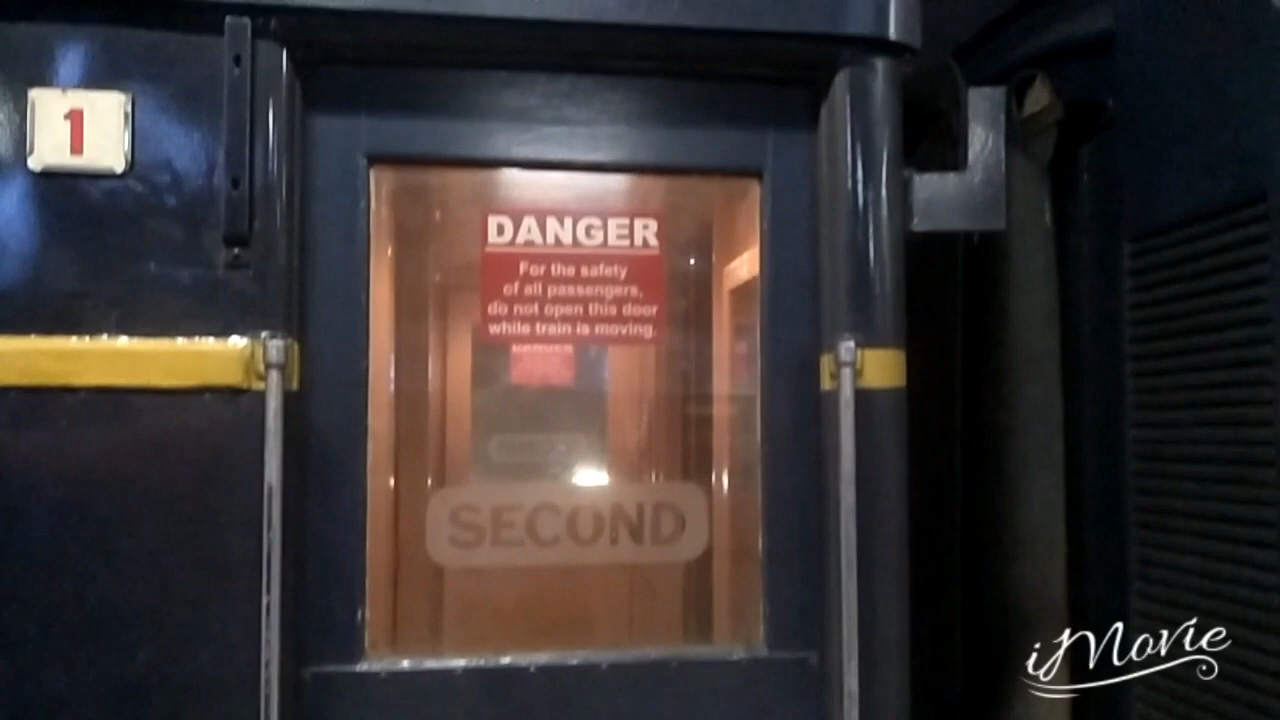 1
DANGER
For the safety
of all passengers,
do not open this door
while train is moving.
DANGER
SECOND
iMovie